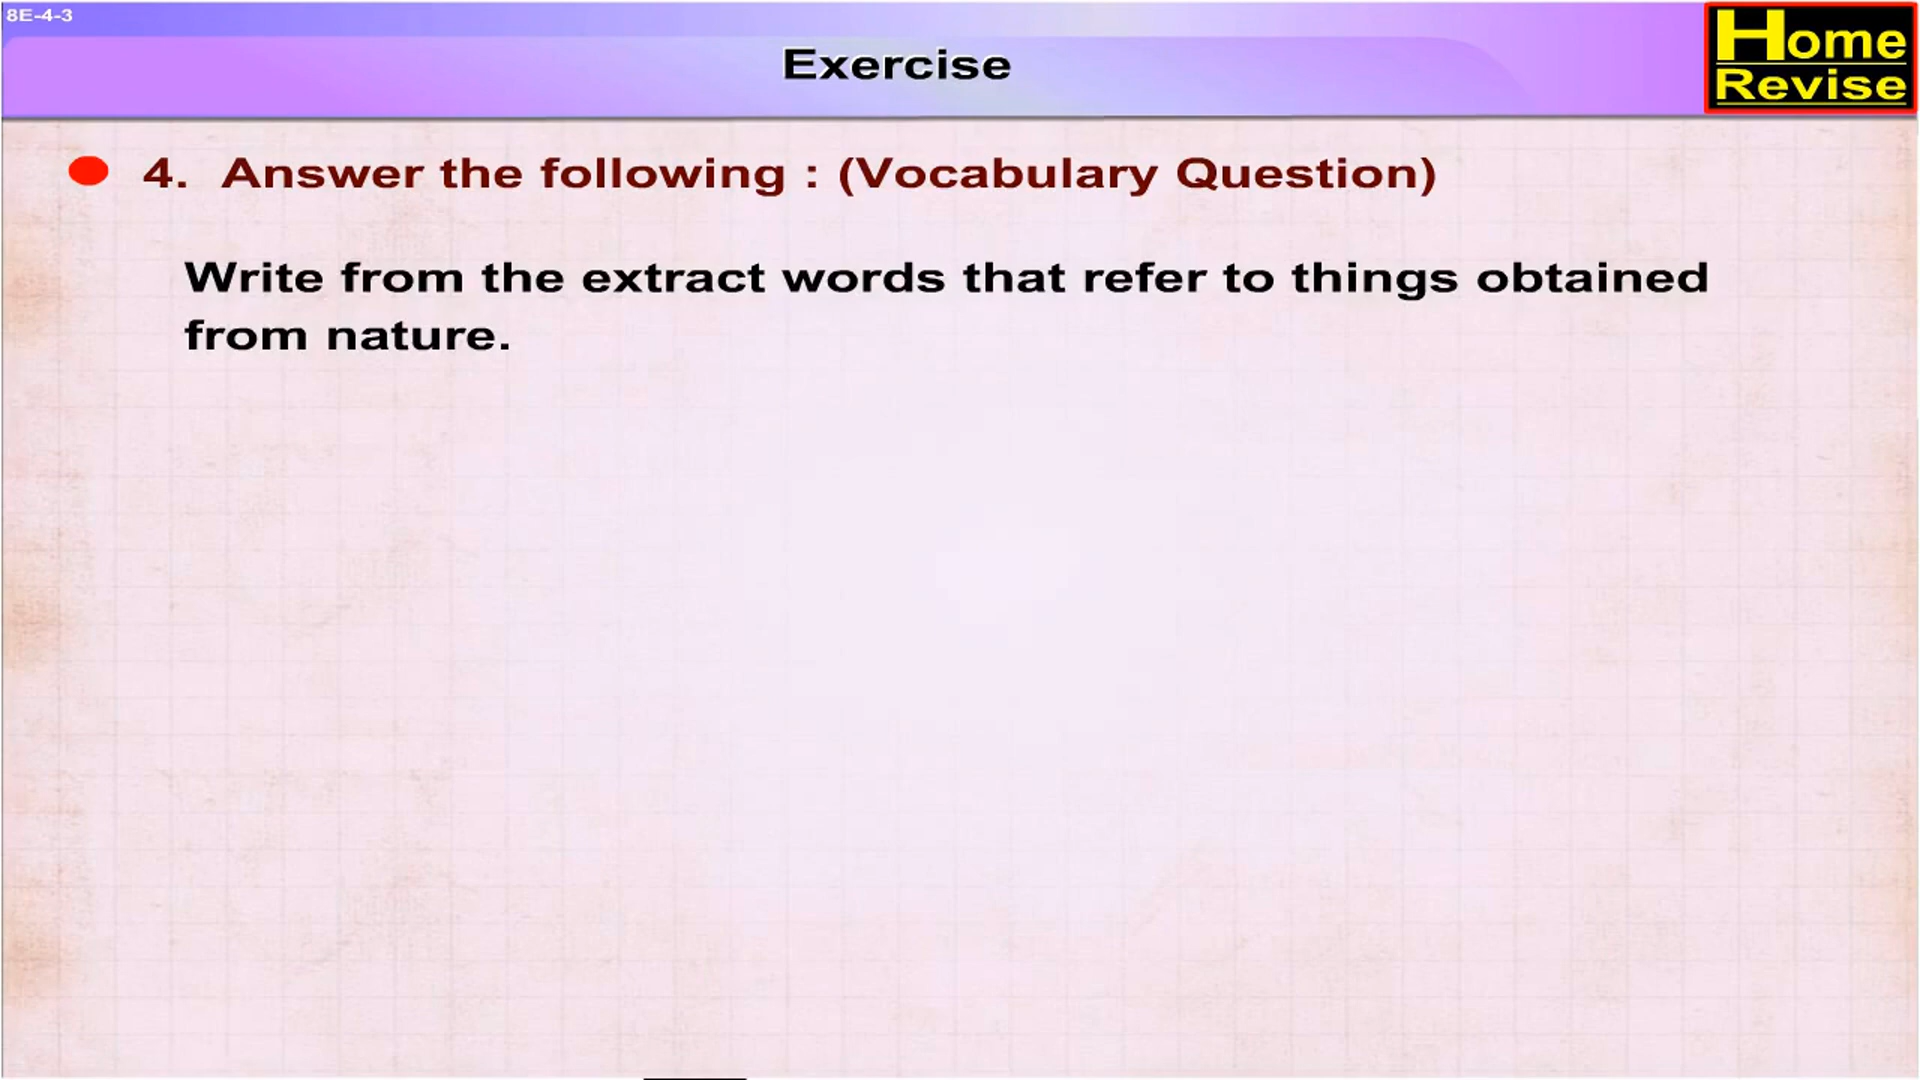 8E-4-3
Exercise
Home
Revise
4. Answer the following : (Vocabulary Question)
Write from the extract words that refer to things obtained
from nature.